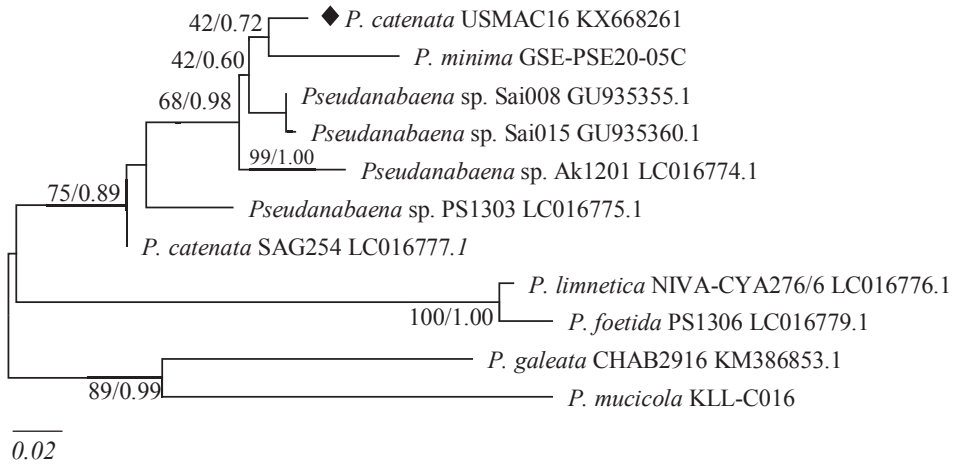 42/0.72
P. catenata USMAC16 KX668261
42/0.60
P. minima GSE-PSE20-05C
68/0.98
Pseudanabaena sp. Sai008 GU935355.1
Pseudanabaena sp. Sai015 GU935360.1
99/1.00
Pseudanabaena sp. Ak1201 LC016774.1
75/0.89
Pseudanabaena sp. PS1303 LC016775.1
P. catenata SAG254 LC016777.1
P. limnetica NIVA-CYA276/6 LC016776.1
100/1.00
P. foetida PS1306 LC016779.1
P. galeata CHAB2916 KM386853.1
89/0.99
P. mucicola KLL-C016
0.02